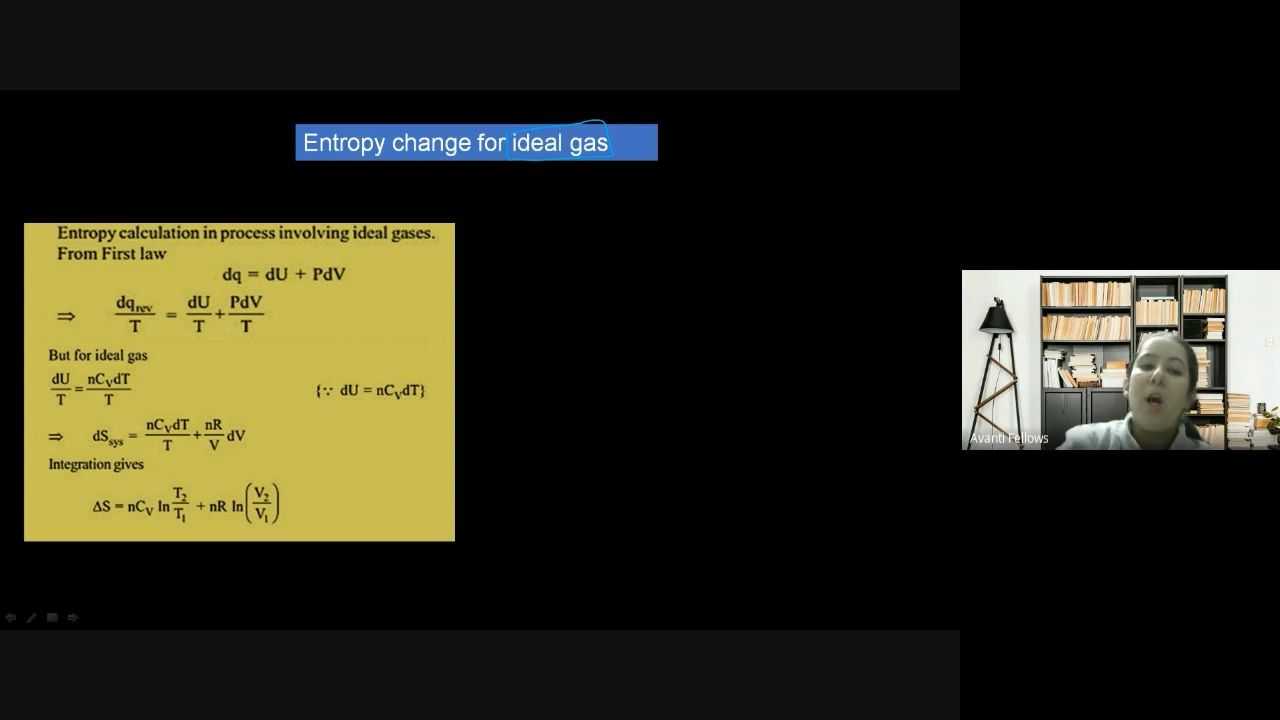 Entropy change for ideal gas
Entropy calculation in process involving ideal gases.
From First law
dq = dU + PdV
⇒ dq_rev/T = dU/T + PdV/T
But for ideal gas
dU/T = nC_VdT/T {∵ dU = nC_VdT}
⇒ dS_sys = nC_VdT/T + nR/V dV
Integration gives
ΔS = nC_V ln T_2/T_1 + nR ln(V_2/V_1)
Avanti Fellows